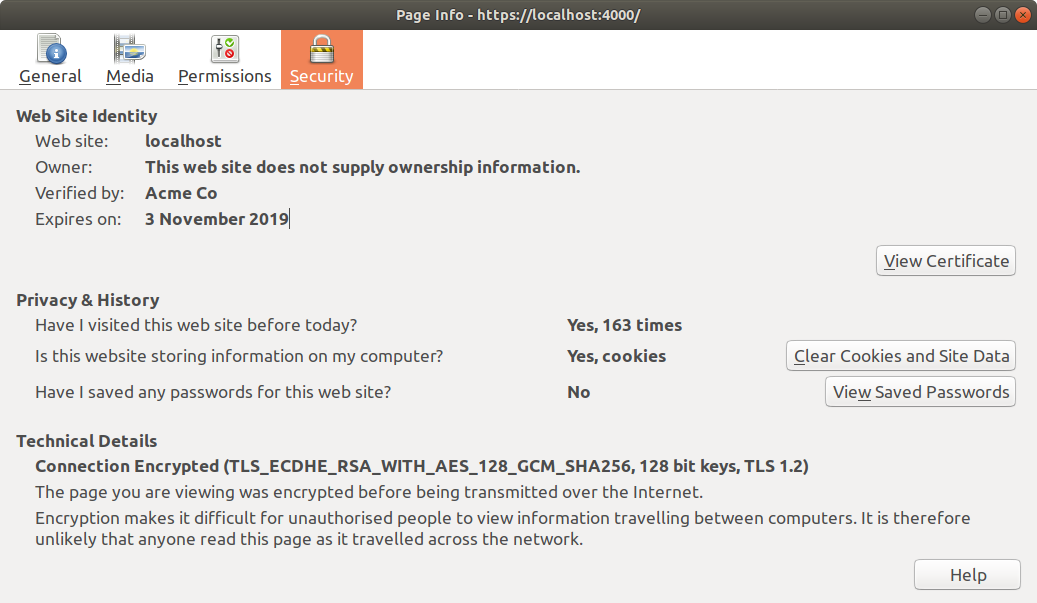 Page Info - https://localhost:4000/
General Media Permissions Security
Web Site Identity
Web site: localhost
Owner: This web site does not supply ownership information.
Verified by: Acme Co
Expires on: 3 November 2019
View Certificate
Privacy & History
Have I visited this web site before today? Yes, 163 times
Is this website storing information on my computer? Yes, cookies Clear Cookies and Site Data
Have I saved any passwords for this web site? No View Saved Passwords
Technical Details
Connection Encrypted (TLS_ECDHE_RSA_WITH_AES_128_GCM_SHA256, 128 bit keys, TLS 1.2)
The page you are viewing was encrypted before being transmitted over the Internet.
Encryption makes it difficult for unauthorised people to view information travelling between computers. It is therefore
unlikely that anyone read this page as it travelled across the network.
Help